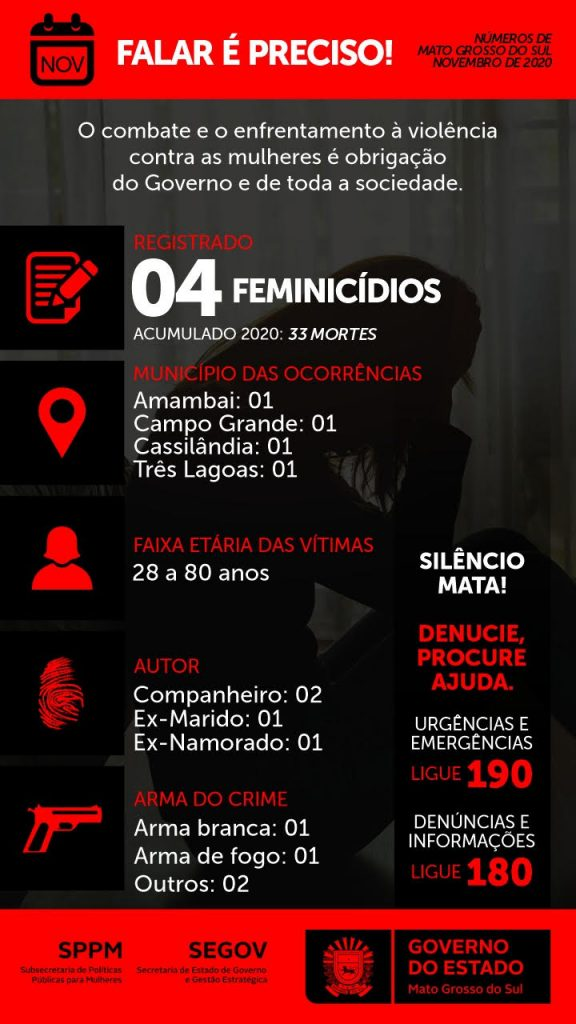 NOV
FALAR É PRECISO!
NÚMEROS DE
MATO GROSSO DO SUL
NOVEMBRO DE 2020
O combate e o enfrentamento à violência
contra as mulheres é obrigação
do Governo e de toda a sociedade.
REGISTRADO
04 FEMINICÍDIOS
ACUMULADO 2020: 33 MORTES
MUNICÍPIO DAS OCORRÊNCIAS
Amambai: 01
Campo Grande: 01
Cassilândia: 01
Três Lagoas: 01
FAIXA ETÁRIA DAS VÍTIMAS
28 a 80 anos
AUTOR
Companheiro: 02
Ex-Marido: 01
Ex-Namorado: 01
ARMA DO CRIME
Arma branca: 01
Arma de fogo: 01
Outros: 02
SILÊNCIO
MATA!
DENUCIE,
PROCURE
AJUDA.
URGÊNCIAS E
EMERGÊNCIAS
LIGUE 190
DENÚNCIAS E
INFORMAÇÕES
LIGUE 180
SPPM
Subsecretaria de Políticas
Públicas para Mulheres
SEGOV
Secretaria de Estado de Governo
e Gestão Estratégica
GOVERNO
DO ESTADO
Mato Grosso do Sul